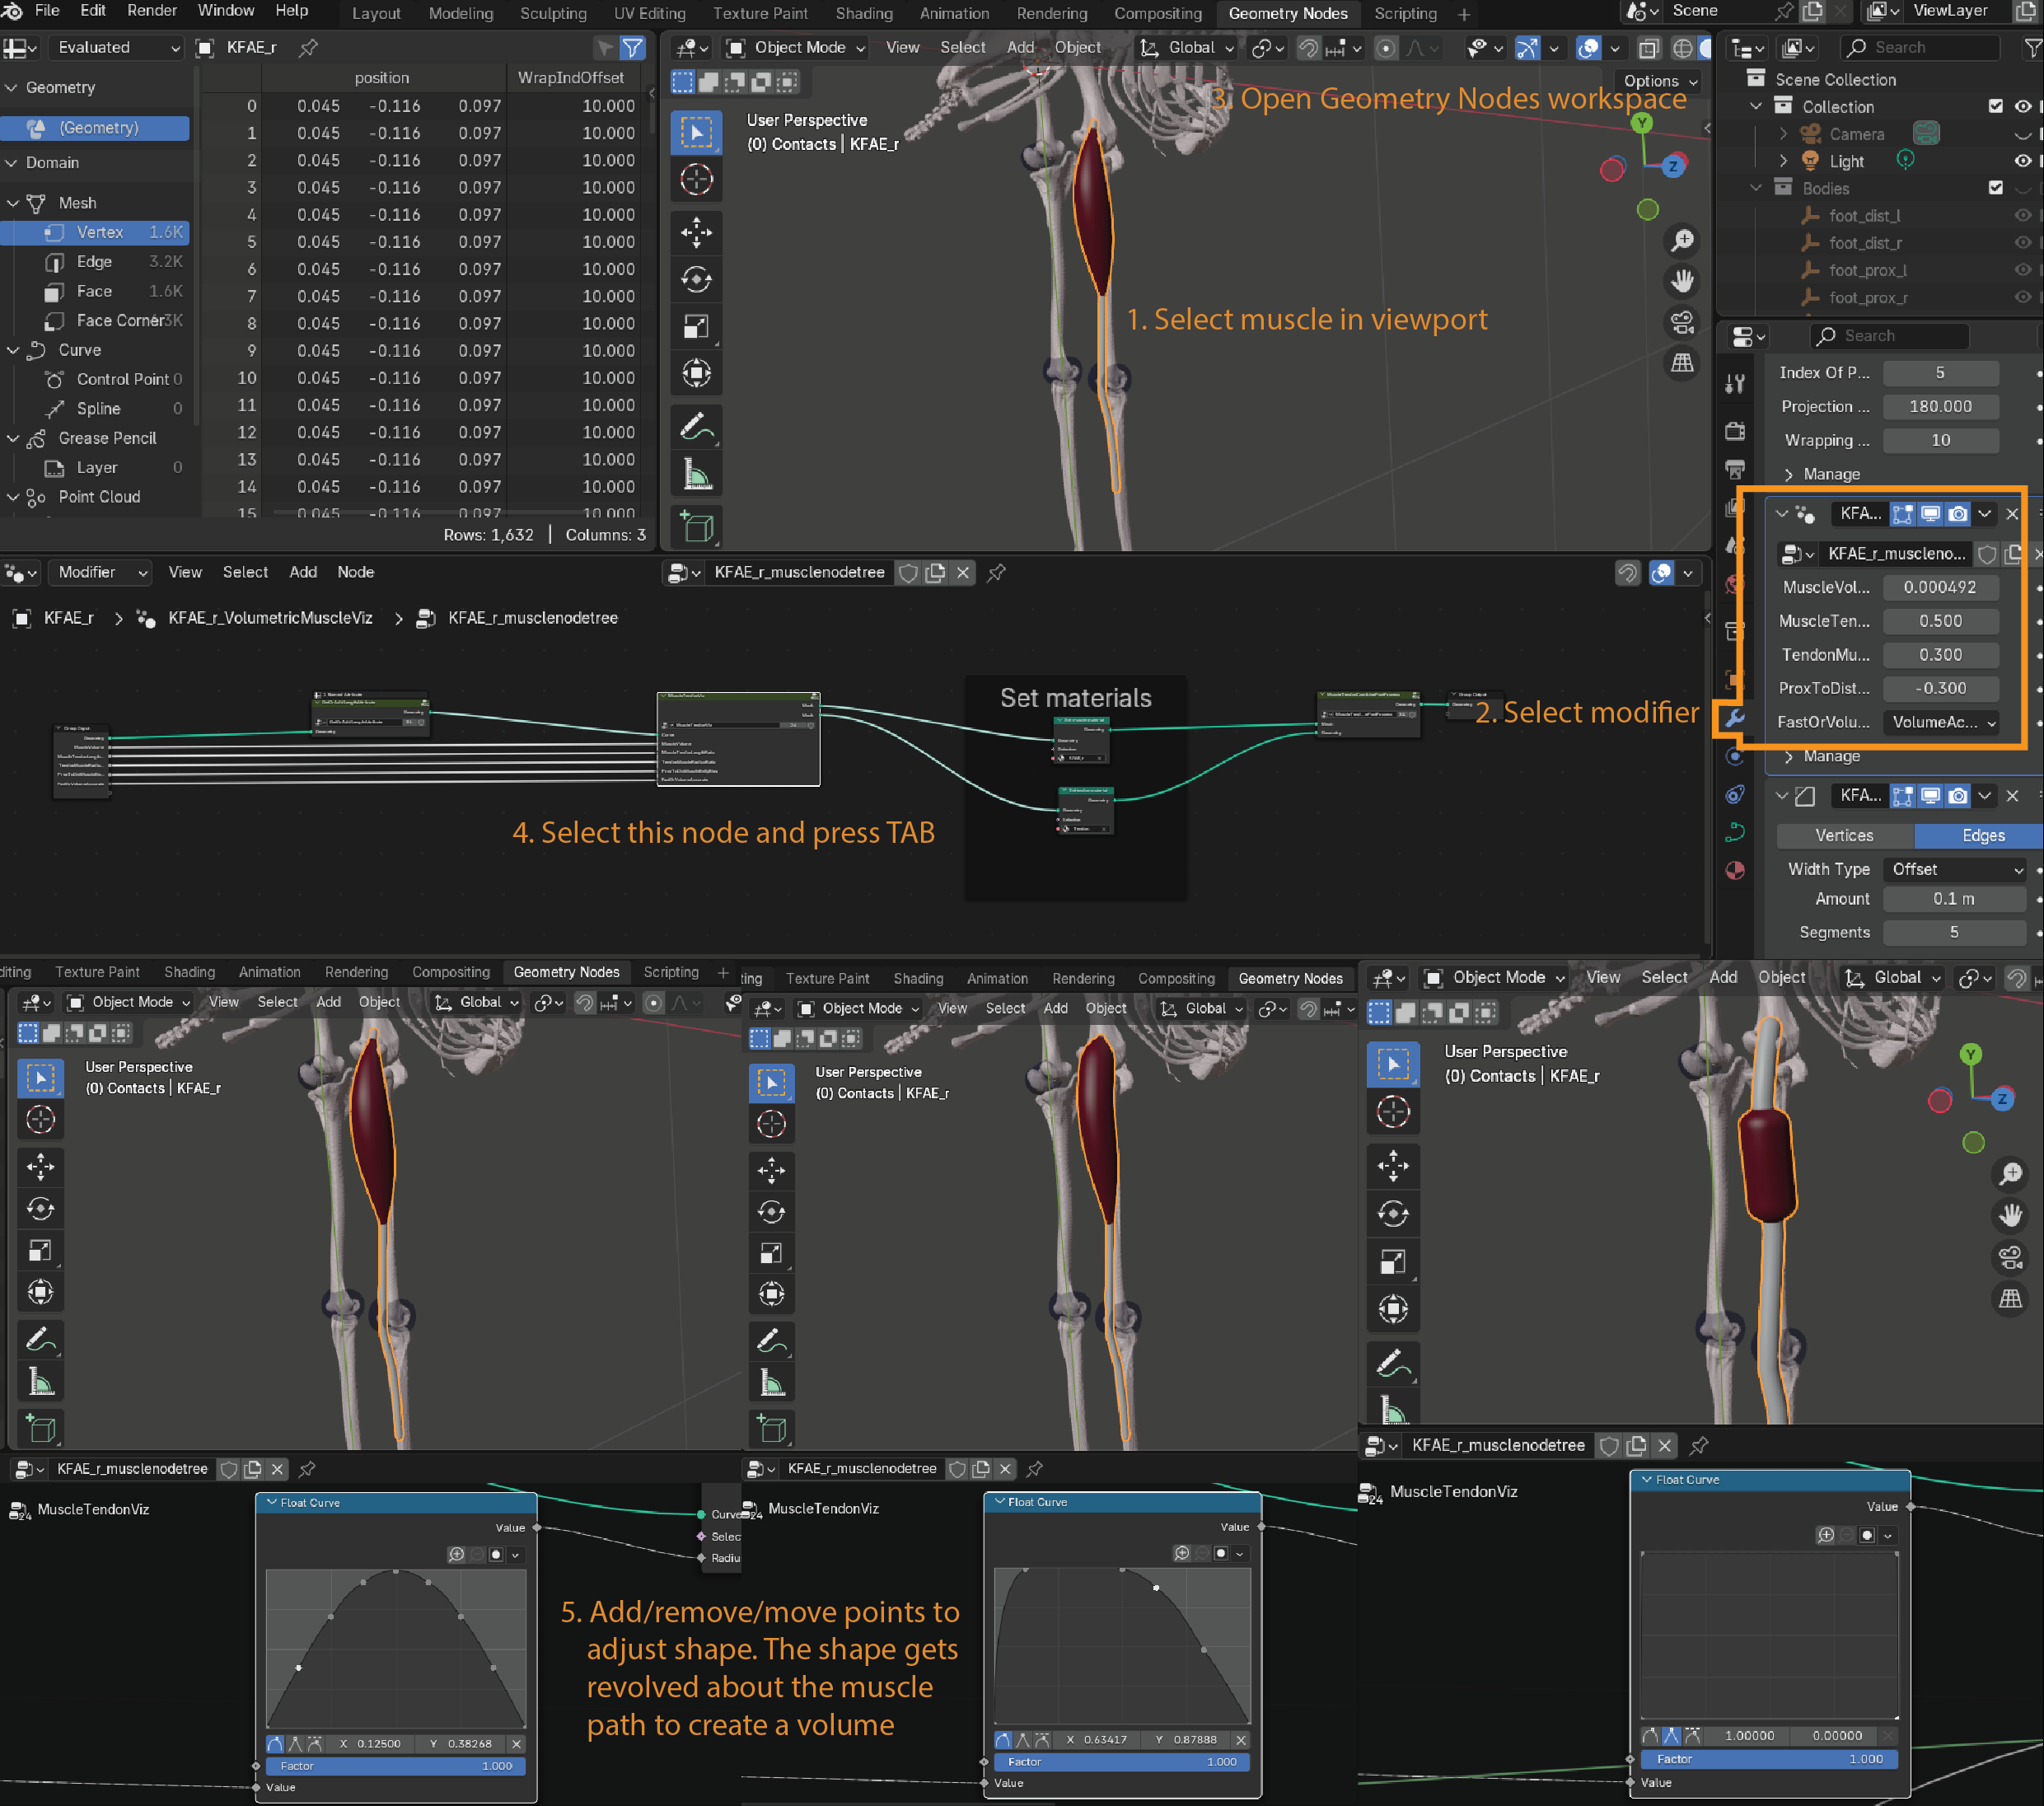 File Edit Render Window Help Layout Modeling Sculpting UV Editing Texture Paint Shading Animation Rendering Compositing Geometry Nodes Scripting + Scene ViewLayer
Evaluated KFAE_r
Object Mode View Select Add Object Global
Search
Options
Geometry
(Geometry)
Domain
Mesh
Vertex 1.6K
Edge 3.2K
Face 1.6K
Face Corner
Curve
Control Point 0
Spline 0
Grease Pencil
Layer 0
Point Cloud
position WrapIndOffset
0 0.045 -0.116 0.097 10.000
1 0.045 -0.116 0.097 10.000
2 0.045 -0.116 0.097 10.000
3 0.045 -0.116 0.097 10.000
4 0.045 -0.116 0.097 10.000
5 0.045 -0.116 0.097 10.000
6 0.045 -0.116 0.097 10.000
7 0.045 -0.116 0.097 10.000
8 0.045 -0.116 0.097 10.000
9 0.045 -0.116 0.097 10.000
10 0.045 -0.116 0.097 10.000
11 0.045 -0.116 0.097 10.000
12 0.045 -0.116 0.097 10.000
13 0.045 -0.116 0.097 10.000
14 0.045 -0.116 0.097 10.000
15 0.045 -0.116 0.097 10.000
Rows: 1,632 | Columns: 3
User Perspective
(0) Contacts | KFAE_r
3. Open Geometry Nodes workspace
Y
Z
1. Select muscle in viewport
Scene Collection
Collection
Camera
Light
Bodies
foot_dist_l
foot_dist_r
foot_prox_l
foot_prox_r
Search
Index Of P... 5
Projection ... 180.000
Wrapping ... 10
Manage
KFA...
KFAE_r_muscleno...
MuscleVol... 0.000492
MuscleTen... 0.500
TendonMu... 0.300
ProxToDist... -0.300
FastOrVolu... VolumeAc...
Manage
KFA...
Vertices Edges
Width Type Offset
Amount 0.1 m
Segments 5
Modifier View Select Add Node KFAE_r_musclenodetree
KFAE_r > KFAE_r_VolumetricMuscleViz > KFAE_r_musclenodetree
Set materials
2. Select modifier
4. Select this node and press TAB
diting Texture Paint Shading Animation Rendering Compositing Geometry Nodes Scripting +
Object Mode View Select Add Object Global
User Perspective
(0) Contacts | KFAE_r
KFAE_r_musclenodetree
MuscleTendonViz
Float Curve
Value
Curve
Selec
Radiu
X 0.12500 Y 0.38268
Factor 1.000
Value
5. Add/remove/move points to
adjust shape. The shape gets
revolved about the muscle
path to create a volume
ting Texture Paint Shading Animation Rendering Compositing Geometry Nodes
Object Mode View Select Add Object Global
User Perspective
(0) Contacts | KFAE_r
KFAE_r_musclenodetree
24 MuscleTendonViz
Float Curve
Value
X 0.63417 Y 0.87888
Factor 1.000
Value
Object Mode View Select Add Object Global
User Perspective
(0) Contacts | KFAE_r
Y
Z
KFAE_r_musclenodetree
24 MuscleTendonViz
Float Curve
Value
1.00000 0.00000
Factor 1.000
Value